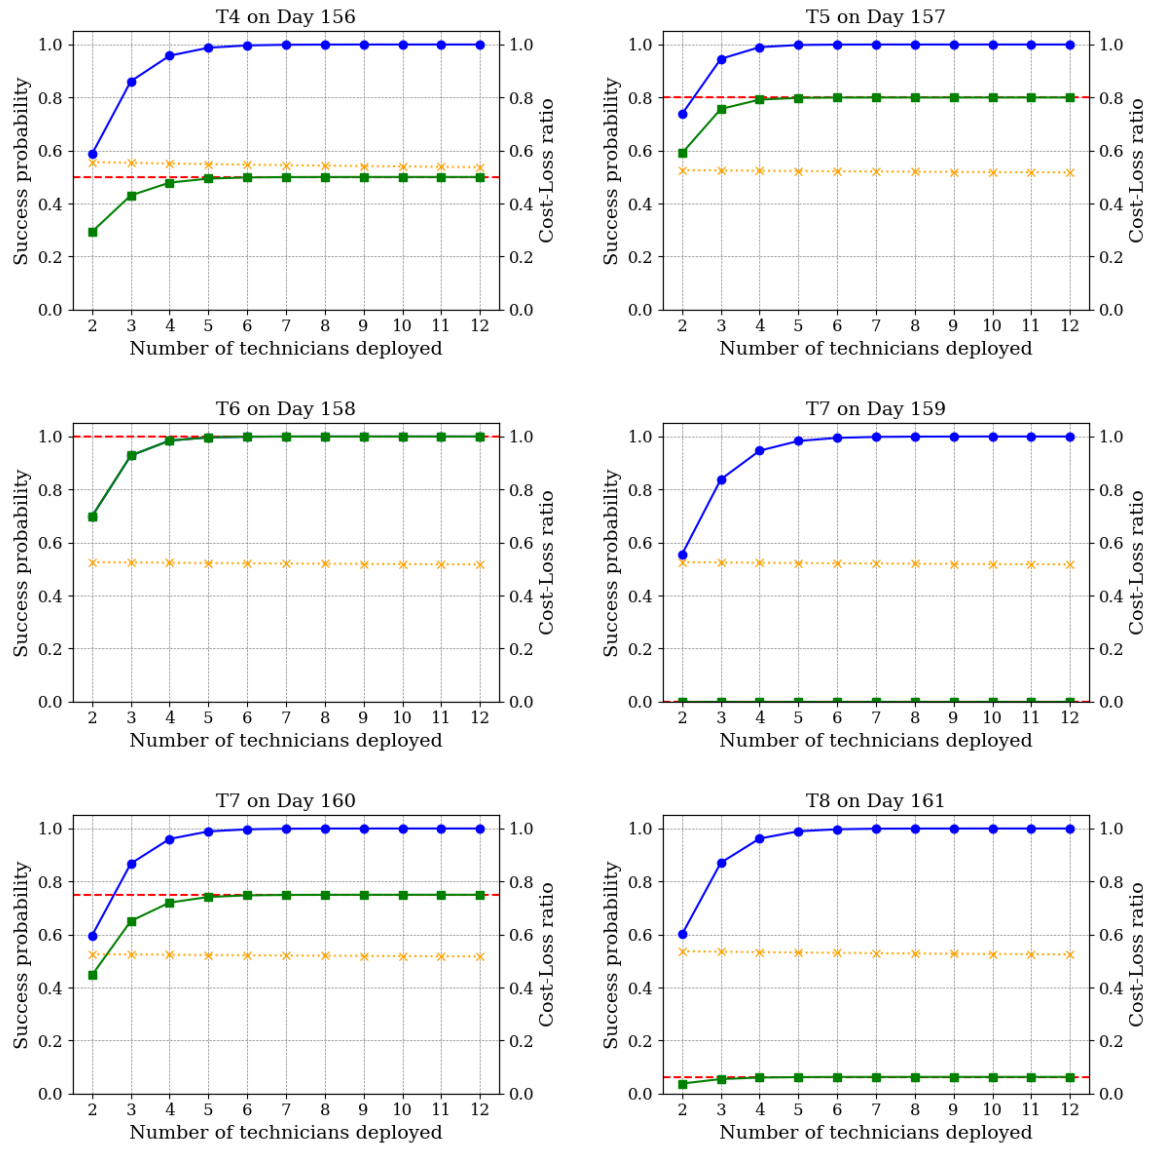 T4 on Day 156
1.0 1.0
0.8 0.8
0.6 0.6
0.4 0.4
0.2 0.2
0.0 0.0
Success probability
Cost-Loss ratio
2 3 4 5 6 7 8 9 10 11 12
Number of technicians deployed
T5 on Day 157
1.0 1.0
0.8 0.8
0.6 0.6
0.4 0.4
0.2 0.2
0.0 0.0
Success probability
Cost-Loss ratio
2 3 4 5 6 7 8 9 10 11 12
Number of technicians deployed
T6 on Day 158
1.0 1.0
0.8 0.8
0.6 0.6
0.4 0.4
0.2 0.2
0.0 0.0
Success probability
Cost-Loss ratio
2 3 4 5 6 7 8 9 10 11 12
Number of technicians deployed
T7 on Day 159
1.0 1.0
0.8 0.8
0.6 0.6
0.4 0.4
0.2 0.2
0.0 0.0
Success probability
Cost-Loss ratio
2 3 4 5 6 7 8 9 10 11 12
Number of technicians deployed
T7 on Day 160
1.0 1.0
0.8 0.8
0.6 0.6
0.4 0.4
0.2 0.2
0.0 0.0
Success probability
Cost-Loss ratio
2 3 4 5 6 7 8 9 10 11 12
Number of technicians deployed
T8 on Day 161
1.0 1.0
0.8 0.8
0.6 0.6
0.4 0.4
0.2 0.2
0.0 0.0
Success probability
Cost-Loss ratio
2 3 4 5 6 7 8 9 10 11 12
Number of technicians deployed